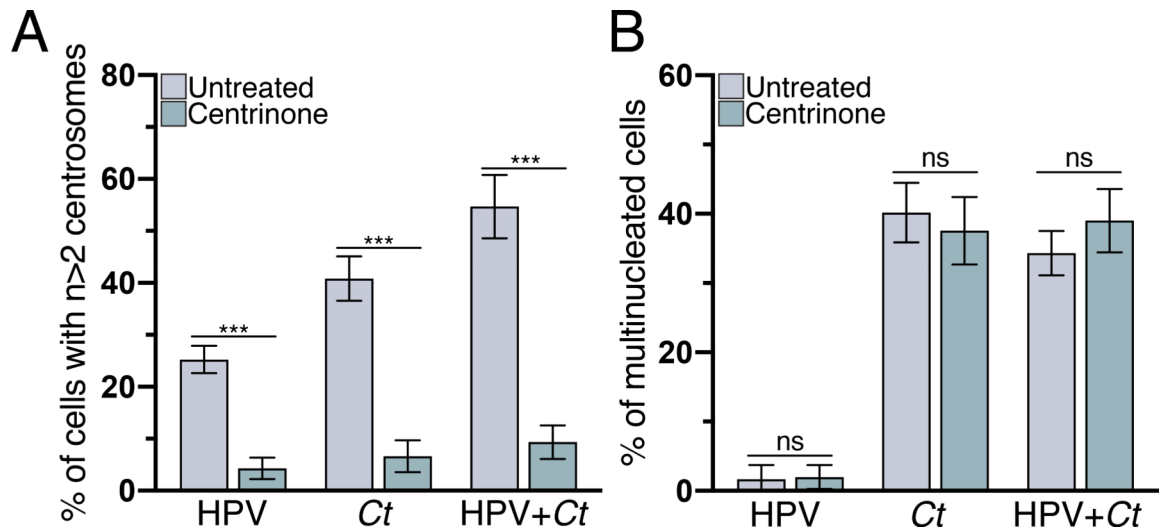 A
% of cells with n>2 centrosomes
80
60
40
20
0
Untreated
Centrinone
***
***
***
HPV
Ct
HPV+Ct
B
% of multinucleated cells
60
40
20
0
Untreated
Centrinone
ns
ns
ns
HPV
Ct
HPV+Ct